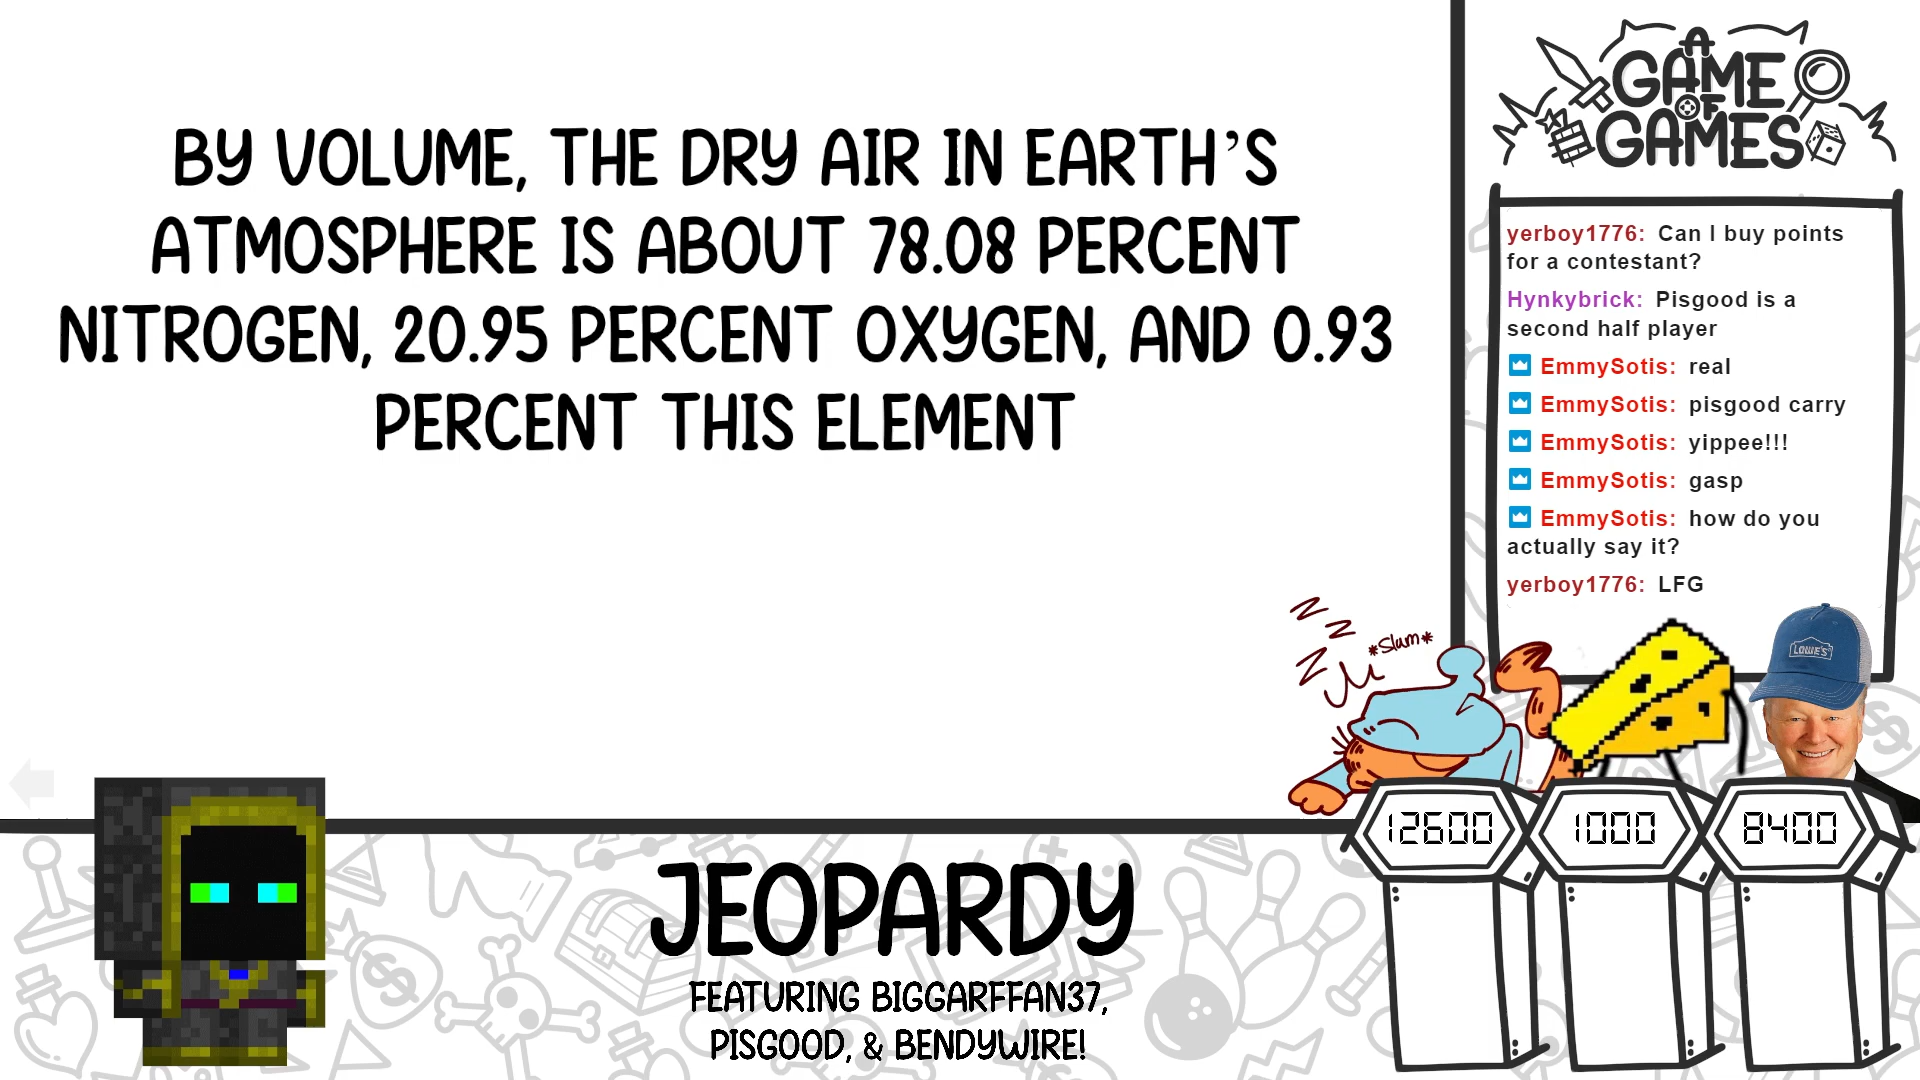 BY VOLUME, THE DRY AIR IN EARTH'S
ATMOSPHERE IS ABOUT 78.08 PERCENT
NITROGEN, 20.95 PERCENT OXYGEN, AND 0.93
PERCENT THIS ELEMENT
A
GAME
OF
GAMES
yerboy1776: Can I buy points
for a contestant?
Hynkybrick: Pisgood is a
second half player
EmmySotis: real
EmmySotis: pisgood carry
EmmySotis: yippee!!!
EmmySotis: gasp
EmmySotis: how do you
actually say it?
yerboy1776: LFG
Z
Z
Z
*Slum*
LOWE'S
12600
1000
8400
JEOPARDY
FEATURING BIGGARFFAN37,
PISGOOD, & BENDYWIRE!